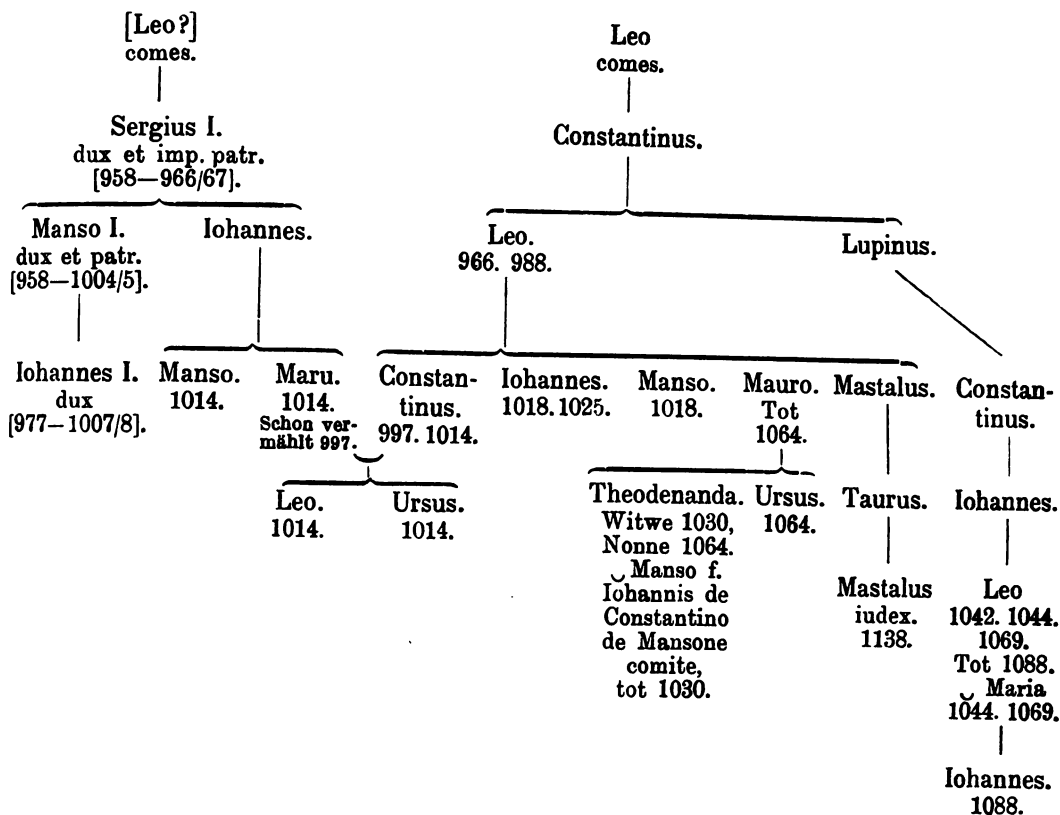 [Leo?]
comes.
Leo
comes.
Sergius I.
dux et imp. patr.
[958—966/67].
Constantinus.
Manso I.
dux et patr.
[958—1004/5].
Iohannes.
Leo.
966. 988.
Lupinus.
Iohannes I.
dux
[977—1007/8].
Manso.
1014.
Maru.
1014.
Schon ver-
mählt 997.
Constan-
tinus.
997. 1014.
Iohannes.
1018. 1025.
Manso.
1018.
Mauro.
Tot
1064.
Mastalus.
Constan-
tinus.
Leo.
1014.
Ursus.
1014.
Theodenanda.
Witwe 1030,
Nonne 1064.
◡ Manso f.
Iohannis de
Constantino
de Mansone
comite,
tot 1030.
Ursus.
1064.
Taurus.
Iohannes.
Mastalus
iudex.
1138.
Leo
1042. 1044.
1069.
Tot 1088.
◡ Maria
1044. 1069.
Iohannes.
1088.